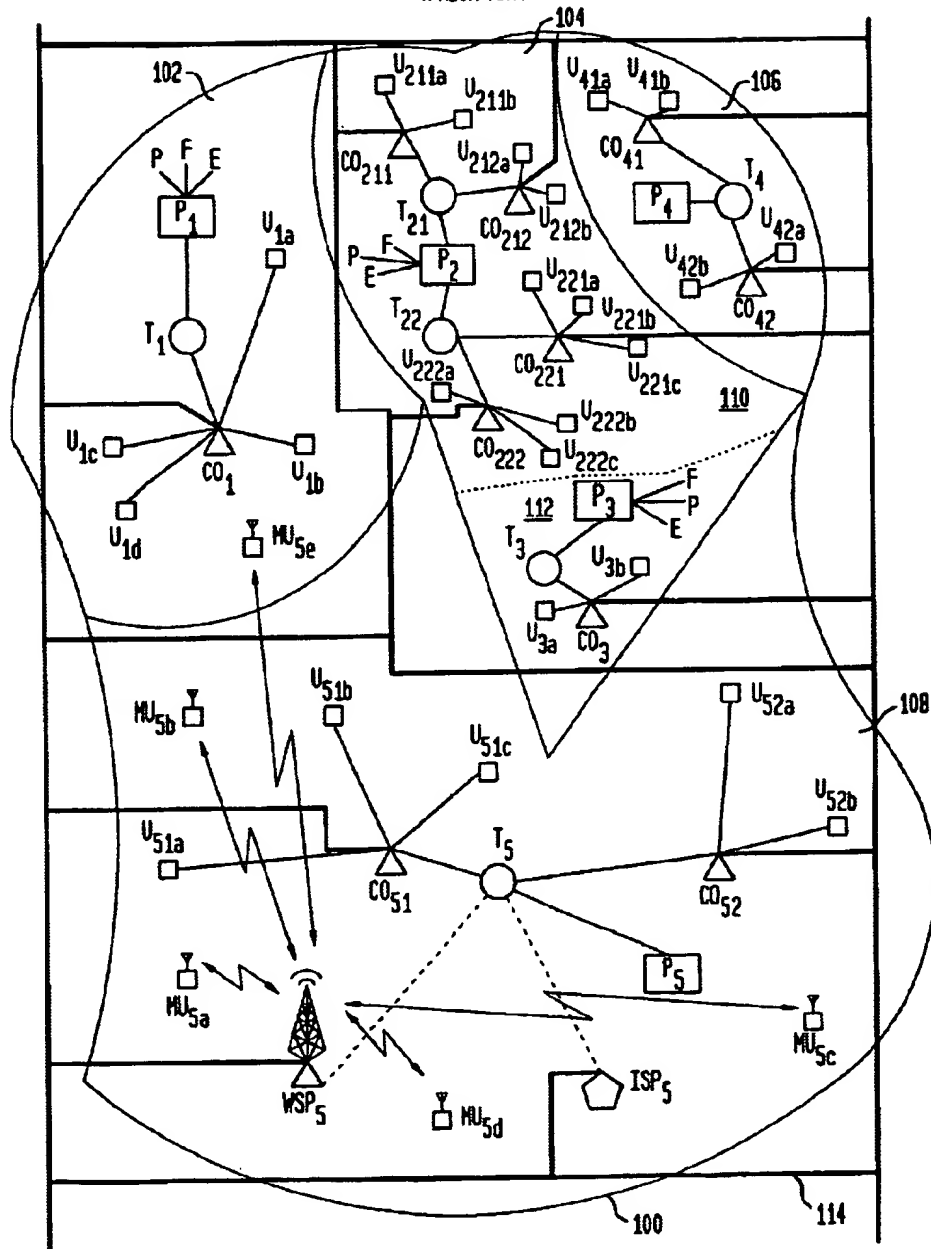 104
102
U211a
U211b
U41a
U41b
106
CO211
U212a
CO41
P F E
P1
U1a
T21
CO212
U212b
P4
T4
P F E
P2
U42a
U42b
T22
U221a
U221b
CO42
T1
U222a
CO221
U221c
110
U1c
CO1
U1b
CO222
U222b
U222c
U1d
112
P3
F P E
MU5e
T3
U3b
U3a
CO3
U51b
U52a
MU5b
108
U51c
U52b
U51a
T5
CO51
CO52
P5
MU5a
MU5c
WSP5
MU5d
ISP5
100
114